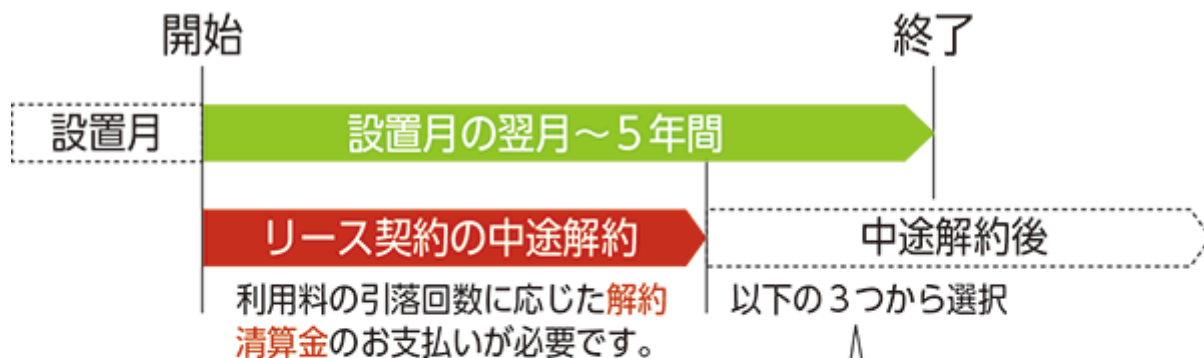 開始
終了
設置月
設置月の翌月～５年間
リース契約の中途解約
中途解約後
利用料の引落回数に応じた解約
清算金のお支払いが必要です。
以下の３つから選択